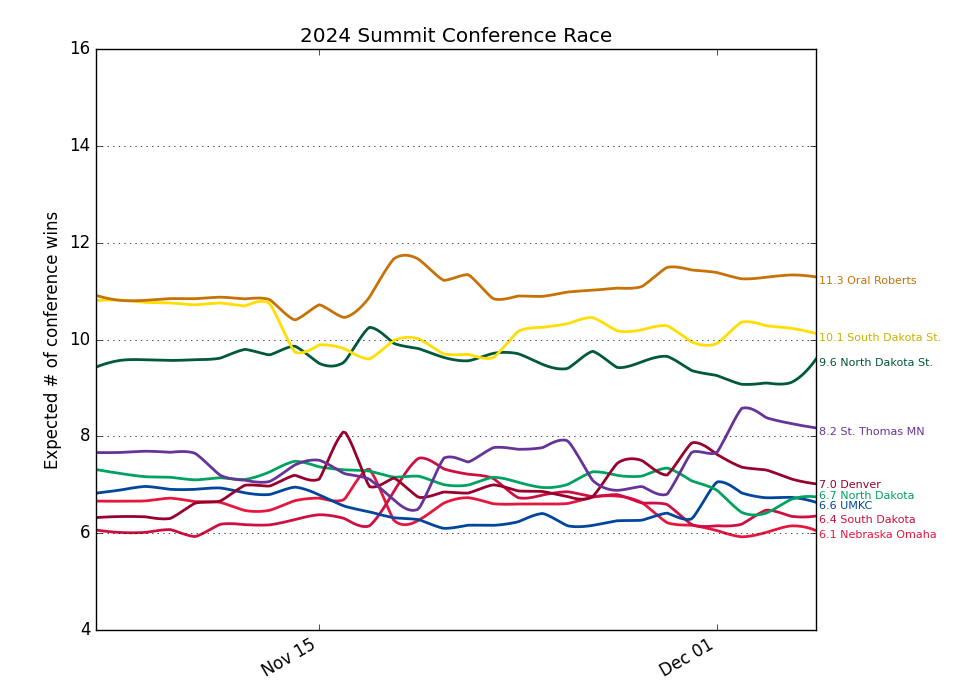 2024 Summit Conference Race
Expected # of conference wins
16
14
12
10
8
6
4
Nov 15
Dec 01
11.3 Oral Roberts
10.1 South Dakota St.
9.6 North Dakota St.
8.2 St. Thomas MN
7.0 Denver
6.7 North Dakota
6.6 UMKC
6.4 South Dakota
6.1 Nebraska Omaha